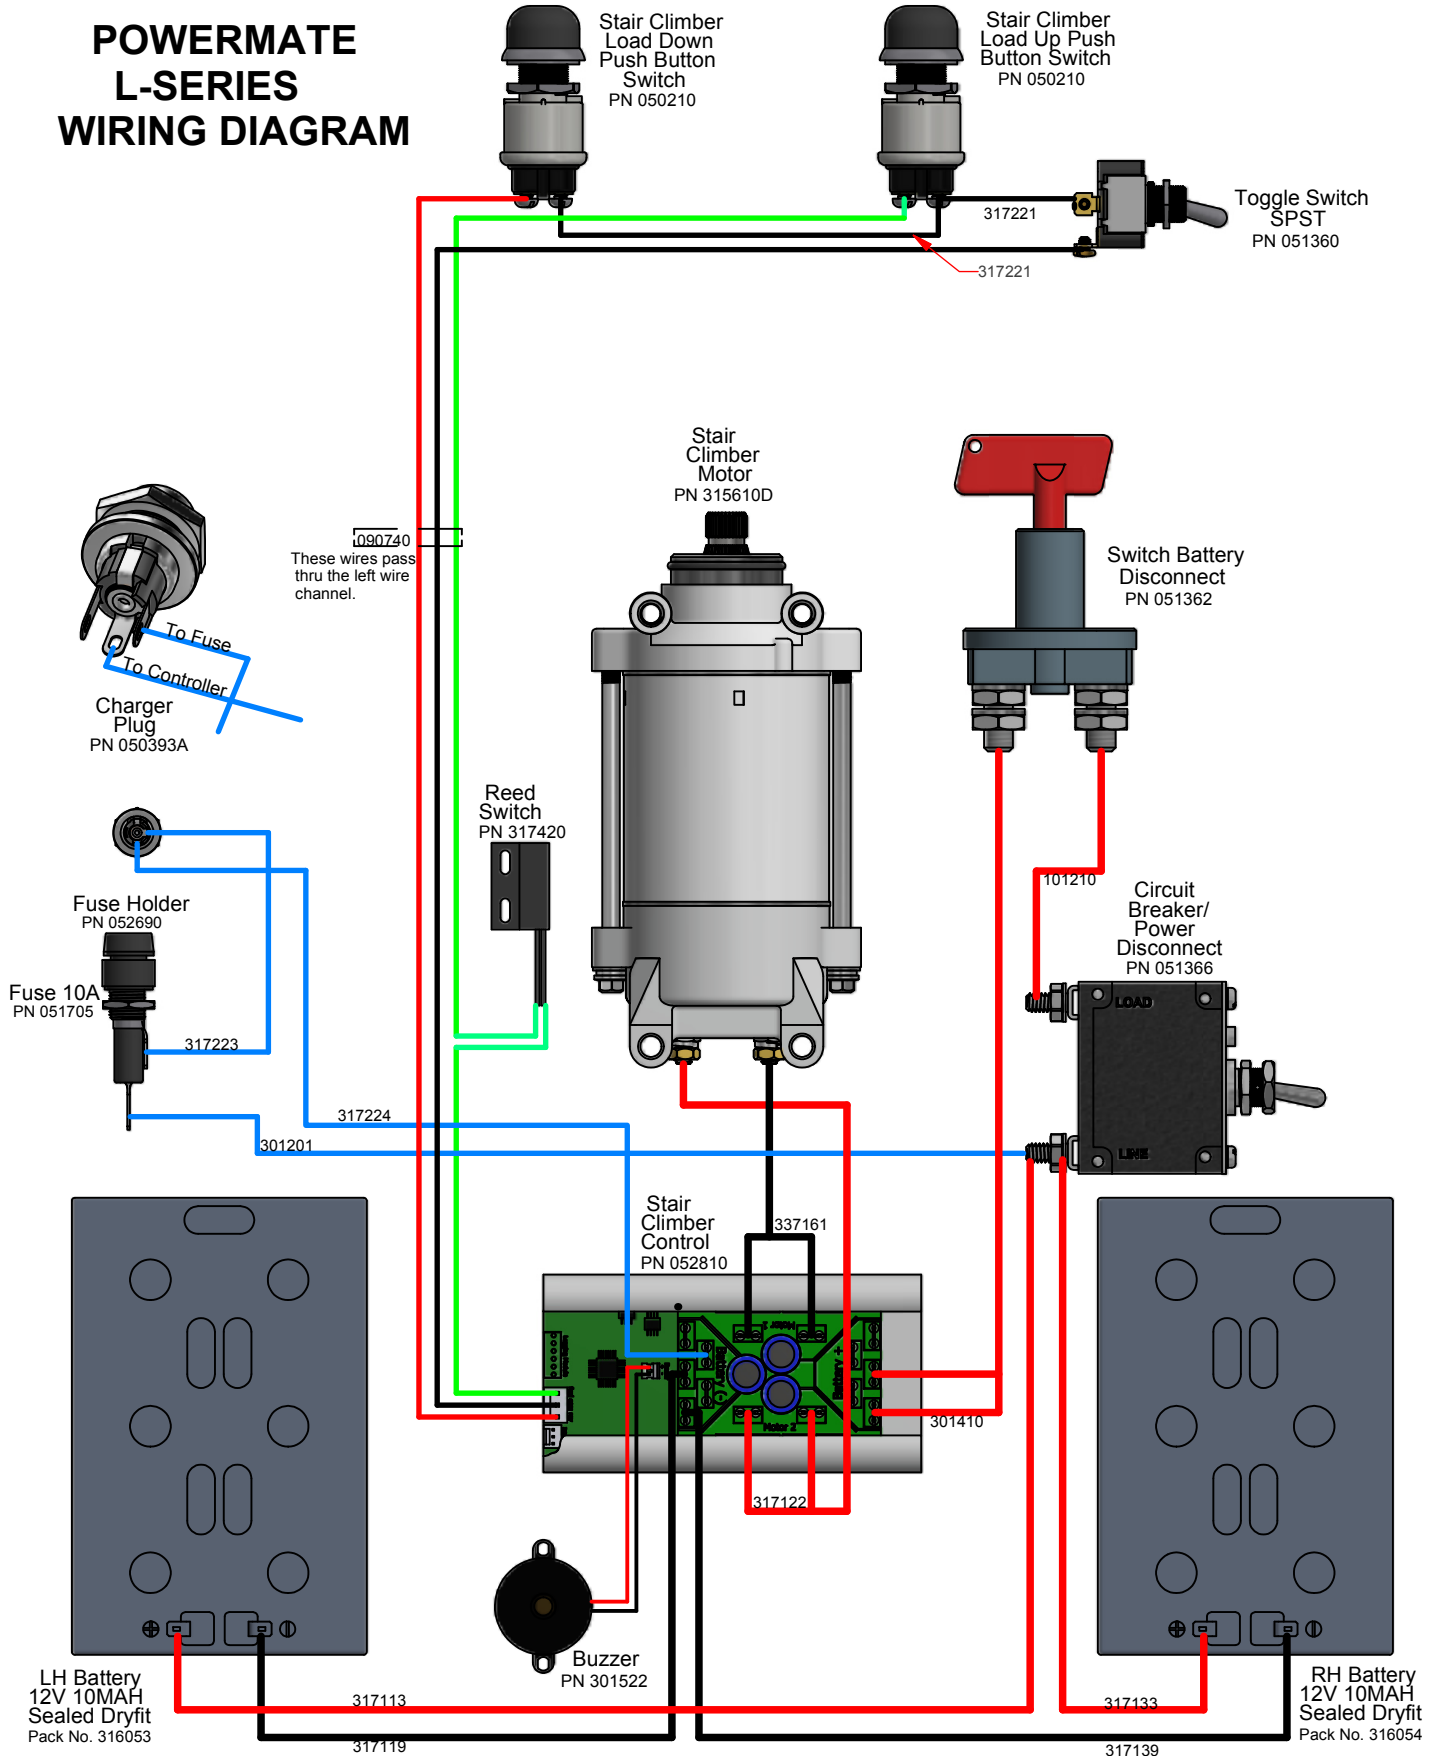 POWERMATE
L-SERIES
WIRING DIAGRAM
Stair Climber
Load Down
Push Button
Switch
PN 050210
Stair Climber
Load Up Push
Button Switch
PN 050210
Toggle Switch
SPST
PN 051360
317221
317221
Stair
Climber
Motor
PN 315610D
090740
These wires pass
thru the left wire
channel.
Switch Battery
Disconnect
PN 051362
To Fuse
To Controller
Charger
Plug
PN 050393A
Reed
Switch
PN 317420
101210
Circuit
Breaker/
Power
Disconnect
PN 051366
LOAD
LINE
Fuse Holder
PN 052690
Fuse 10A
PN 051705
317223
317224
301201
Stair
Climber
Control
PN 052810
337161
Battery (-)
Battery +
Motor 2
301410
317122
Buzzer
PN 301522
LH Battery
12V 10MAH
Sealed Dryfit
Pack No. 316053
317113
317119
317133
317139
RH Battery
12V 10MAH
Sealed Dryfit
Pack No. 316054